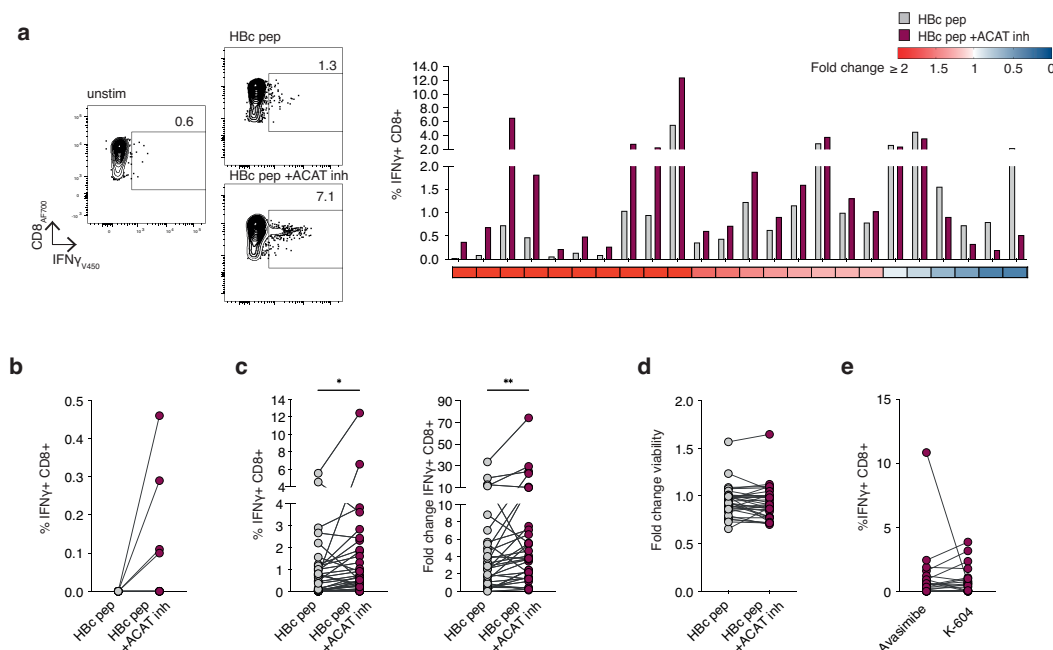 a
HBc pep
HBc pep +ACAT inh
Fold change ≥2 1.5 1 0.5 0
unstim
0.6
HBc pep
1.3
HBc pep +ACAT inh
7.1
CD8 AF700
IFNγ V450
% IFNγ+ CD8+
14.0
12.0
10.0
8.0
6.0
4.0
2.0
2.0
1.5
1.0
0.5
0.0
b
% IFNγ+ CD8+
0.5
0.4
0.3
0.2
0.1
0.0
HBc pep
HBc pep
+ACAT inh
c
*
% IFNγ+ CD8+
14
12
10
8
6
4
4
3
2
1
0
HBc pep
HBc pep
+ACAT inh
**
Fold change IFNγ+ CD8+
90
70
50
30
10
10
8
6
4
2
0
HBc pep
HBc pep
+ACAT inh
d
Fold change viability
2.0
1.5
1.0
0.5
0.0
HBc pep
HBc pep
+ACAT inh
e
%IFNγ+ CD8+
15
10
5
0
Avasimibe
K-604